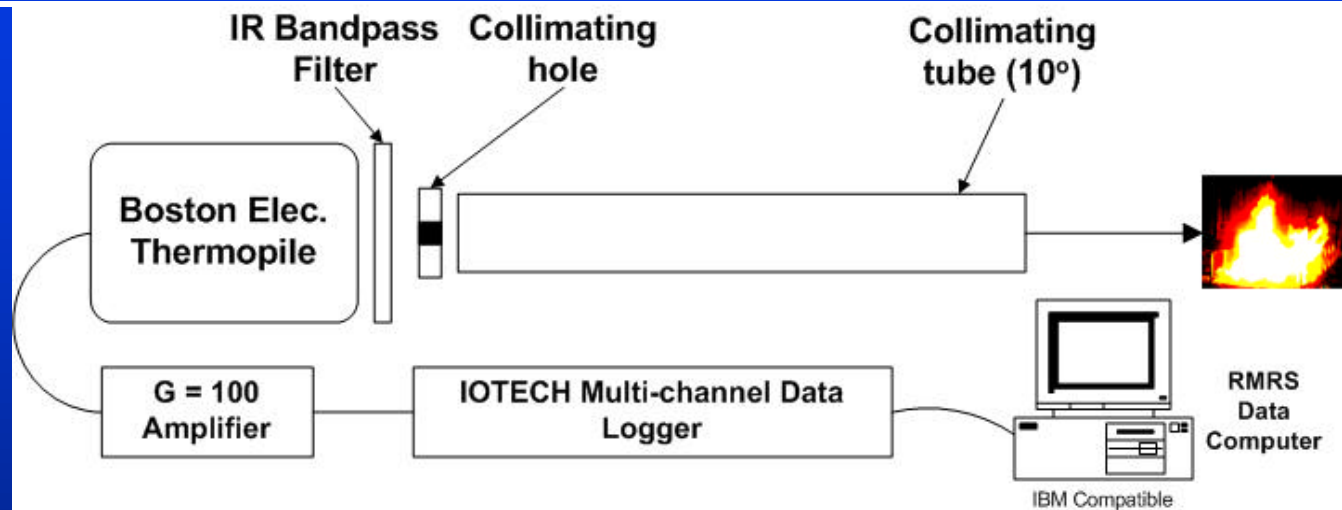 IR Bandpass
Filter
Collimating
hole
Collimating
tube (10º)
Boston Elec.
Thermopile
G = 100
Amplifier
IOTECH Multi-channel Data
Logger
RMRS
Data
Computer
IBM Compatible